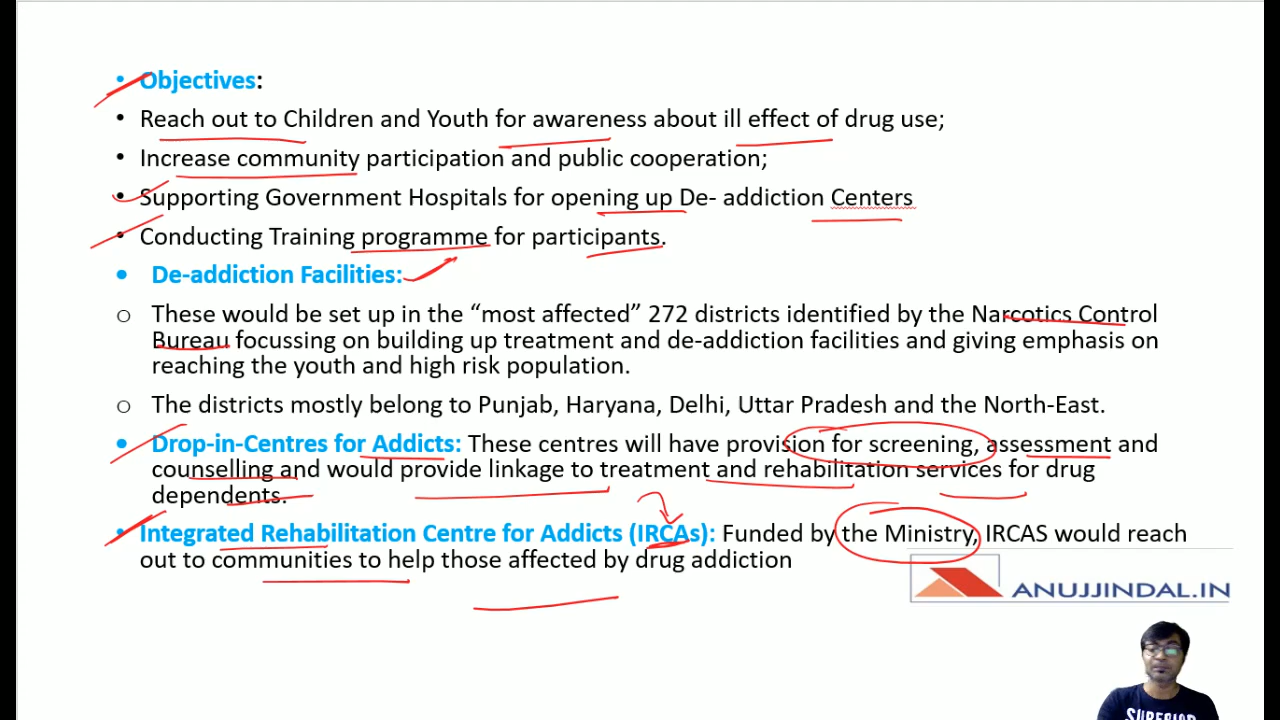 • Objectives:
• Reach out to Children and Youth for awareness about ill effect of drug use;
• Increase community participation and public cooperation;
• Supporting Government Hospitals for opening up De- addiction Centers
• Conducting Training programme for participants.
• De-addiction Facilities:
o These would be set up in the “most affected” 272 districts identified by the Narcotics Control
Bureau focussing on building up treatment and de-addiction facilities and giving emphasis on
reaching the youth and high risk population.
o The districts mostly belong to Punjab, Haryana, Delhi, Uttar Pradesh and the North-East.
• Drop-in-Centres for Addicts: These centres will have provision for screening, assessment and
counselling and would provide linkage to treatment and rehabilitation services for drug
dependents.
• Integrated Rehabilitation Centre for Addicts (IRCAs): Funded by the Ministry, IRCAS would reach
out to communities to help those affected by drug addiction
ANUJJINDAL.IN
SUPERIOR